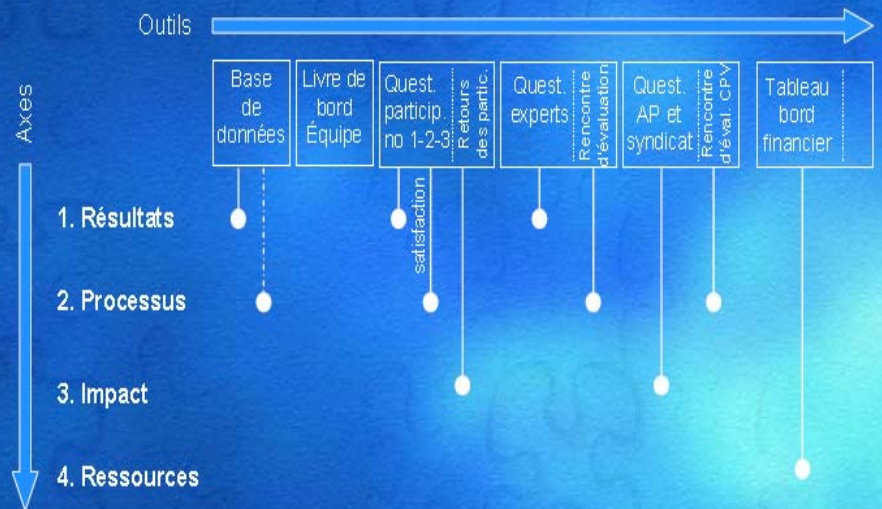 Outils
Axes
Base
de
données
Livre de
bord
Équipe
Quest.
particip.
no 1-2-3
Retours
des partic.
Quest.
experts
Rencontre
d'évaluation
Quest.
AP et
syndicat
Rencontre
d'éval. CPV
Tableau
bord
financier
satisfaction
1. Résultats
2. Processus
3. Impact
4. Ressources